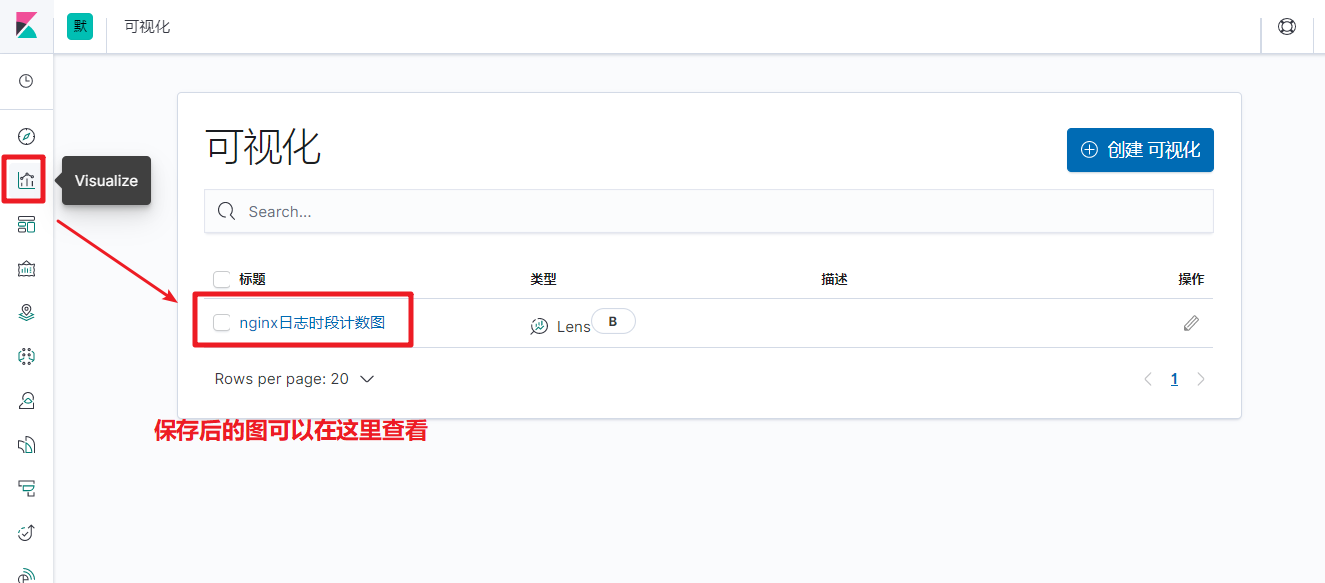 默 可视化
Visualize
可视化
创建 可视化
Search...
标题 类型 描述 操作
nginx日志时段计数图 Lens B
Rows per page: 20 1
保存后的图可以在这里查看